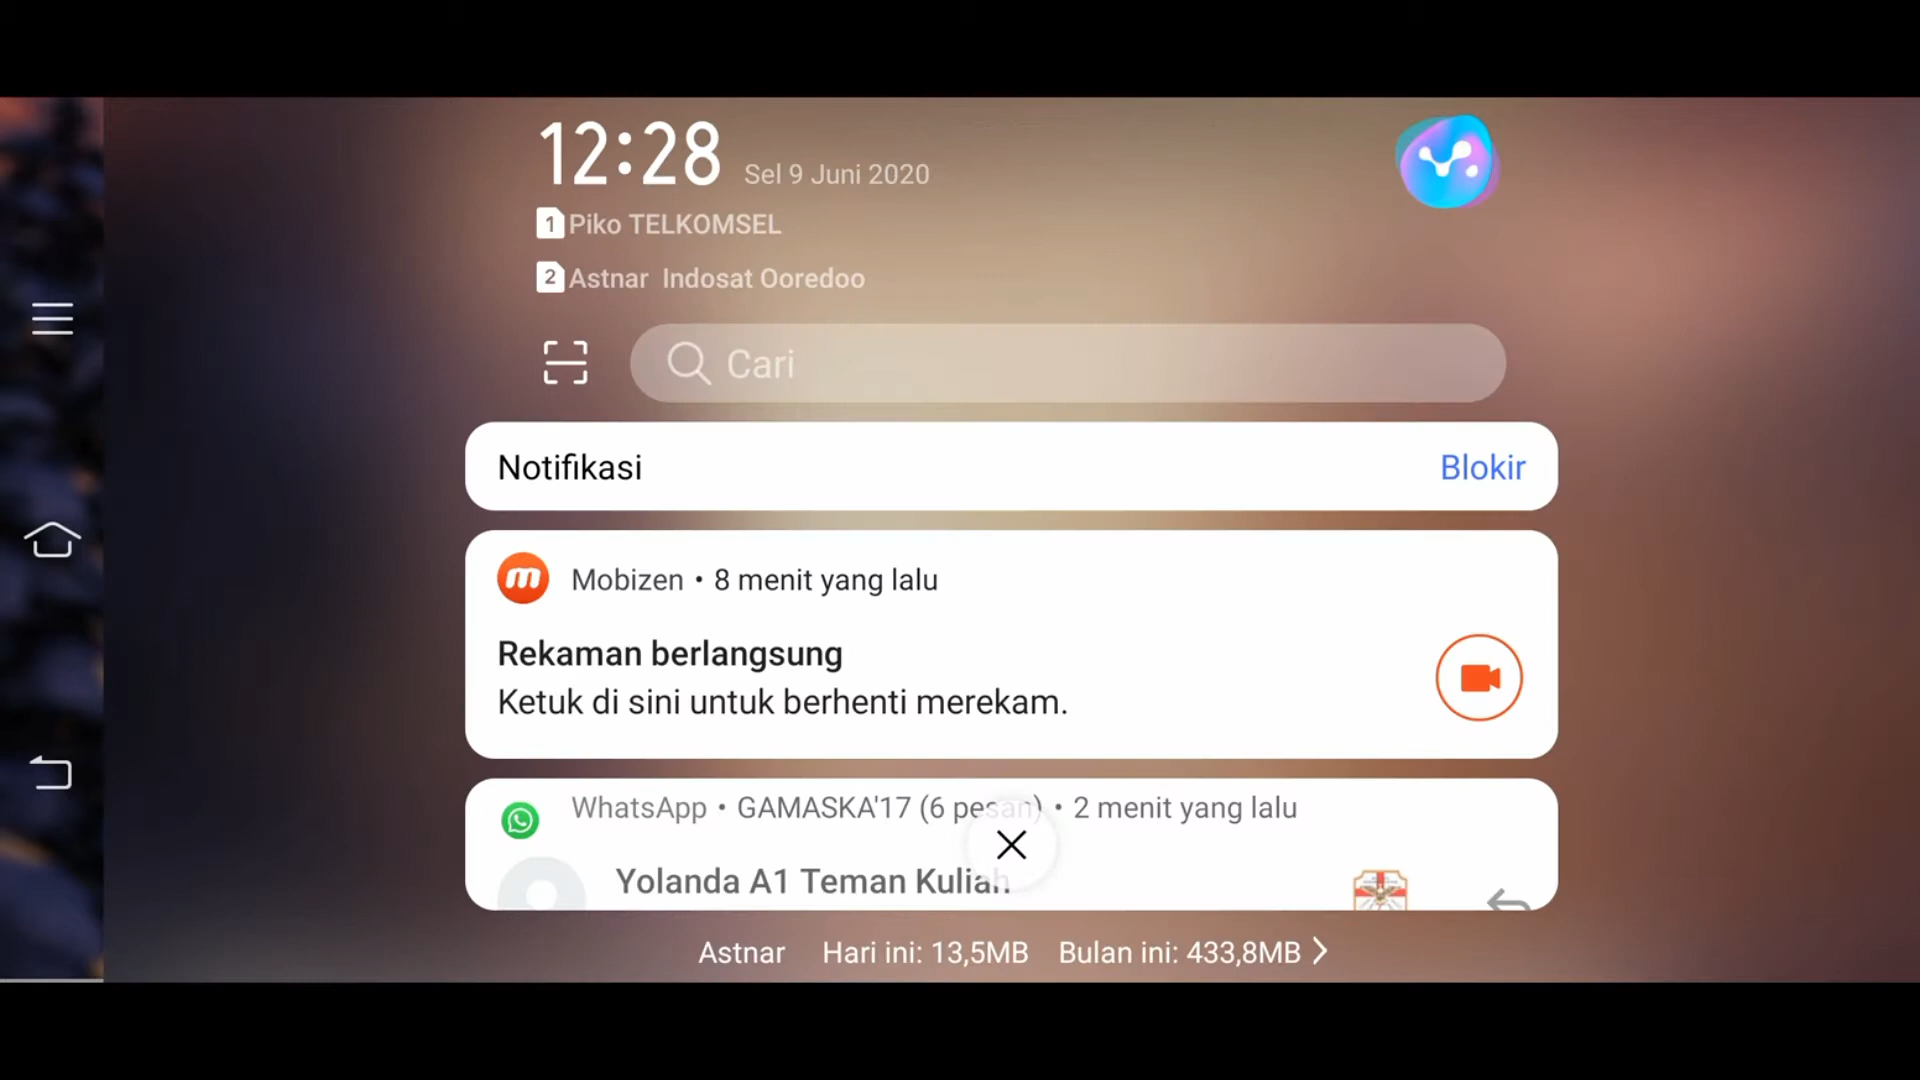 12:28 Sel 9 Juni 2020
1 Piko TELKOMSEL
2 Astnar Indosat Ooredoo
Cari
Notifikasi Blokir
m Mobizen • 8 menit yang lalu
Rekaman berlangsung
Ketuk di sini untuk berhenti merekam.
WhatsApp • GAMASKA'17 (6 pesan) • 2 menit yang lalu
Yolanda A1 Teman Kuliah
Astnar Hari ini: 13,5MB Bulan ini: 433,8MB